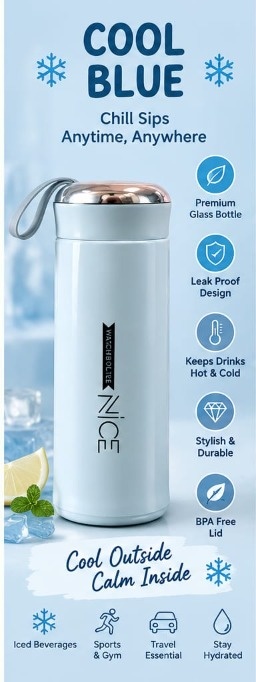 COOL
BLUE
Chill Sips
Anytime, Anywhere
Premium
Glass Bottle
Leak Proof
Design
Keeps Drinks
Hot & Cold
Stylish &
Durable
BPA Free
Lid
NICE
Cool Outside
Calm Inside
Iced Beverages
Sports
& Gym
Travel
Essential
Stay
Hydrated